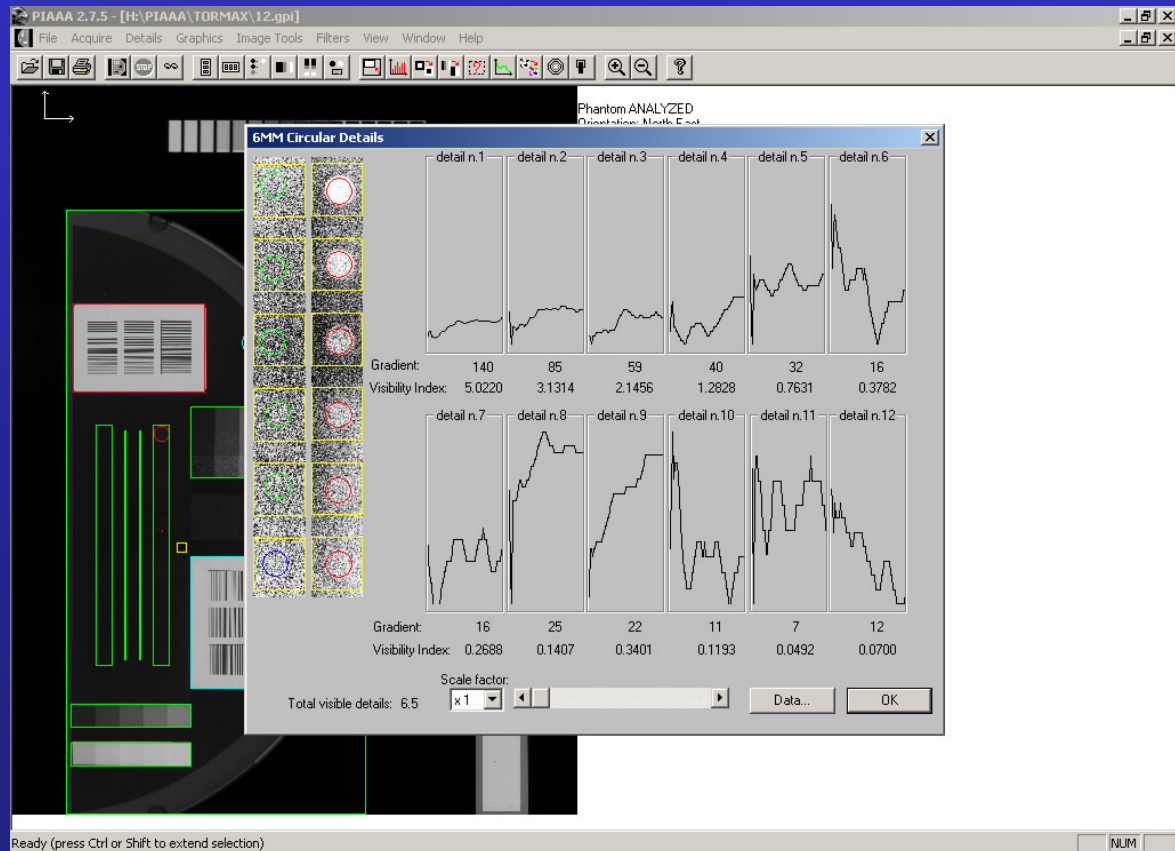 PIAAA 2.7.5 - [H:\PIAAA\TORMAX\12.gpi]
File Acquire Details Graphics Image Tools Filters View Window Help
STOP
Phantom ANALYZED
Orientation: North East
6MM Circular Details
detail n.1 detail n.2 detail n.3 detail n.4 detail n.5 detail n.6
Gradient: 140 85 59 40 32 16
Visibility Index: 5.0220 3.1314 2.1456 1.2828 0.7631 0.3782
detail n.7 detail n.8 detail n.9 detail n.10 detail n.11 detail n.12
Gradient: 16 25 22 11 7 12
Visibility Index: 0.2688 0.1407 0.3401 0.1193 0.0492 0.0700
Scale factor:
Total visible details: 6.5 x 1 Data... OK
Ready (press Ctrl or Shift to extend selection) NUM